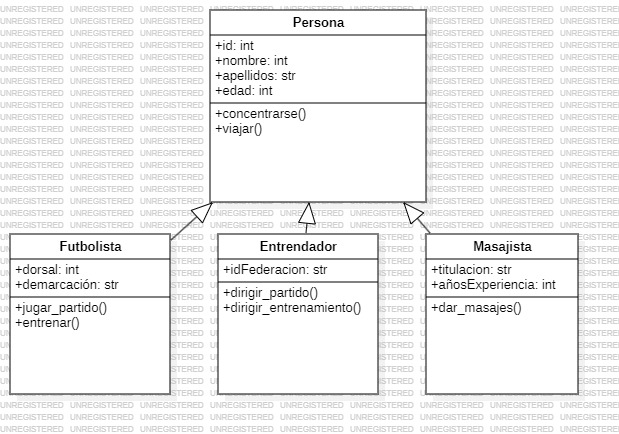 Persona
+id: int
+nombre: int
+apellidos: str
+edad: int
+concentrarse()
+viajar()
Futbolista
+dorsal: int
+demarcación: str
+jugar_partido()
+entrenar()
Entrendador
+idFederacion: str
+dirigir_partido()
+dirigir_entrenamiento()
Masajista
+titulacion: str
+añosExperiencia: int
+dar_masajes()
UNREGISTERED